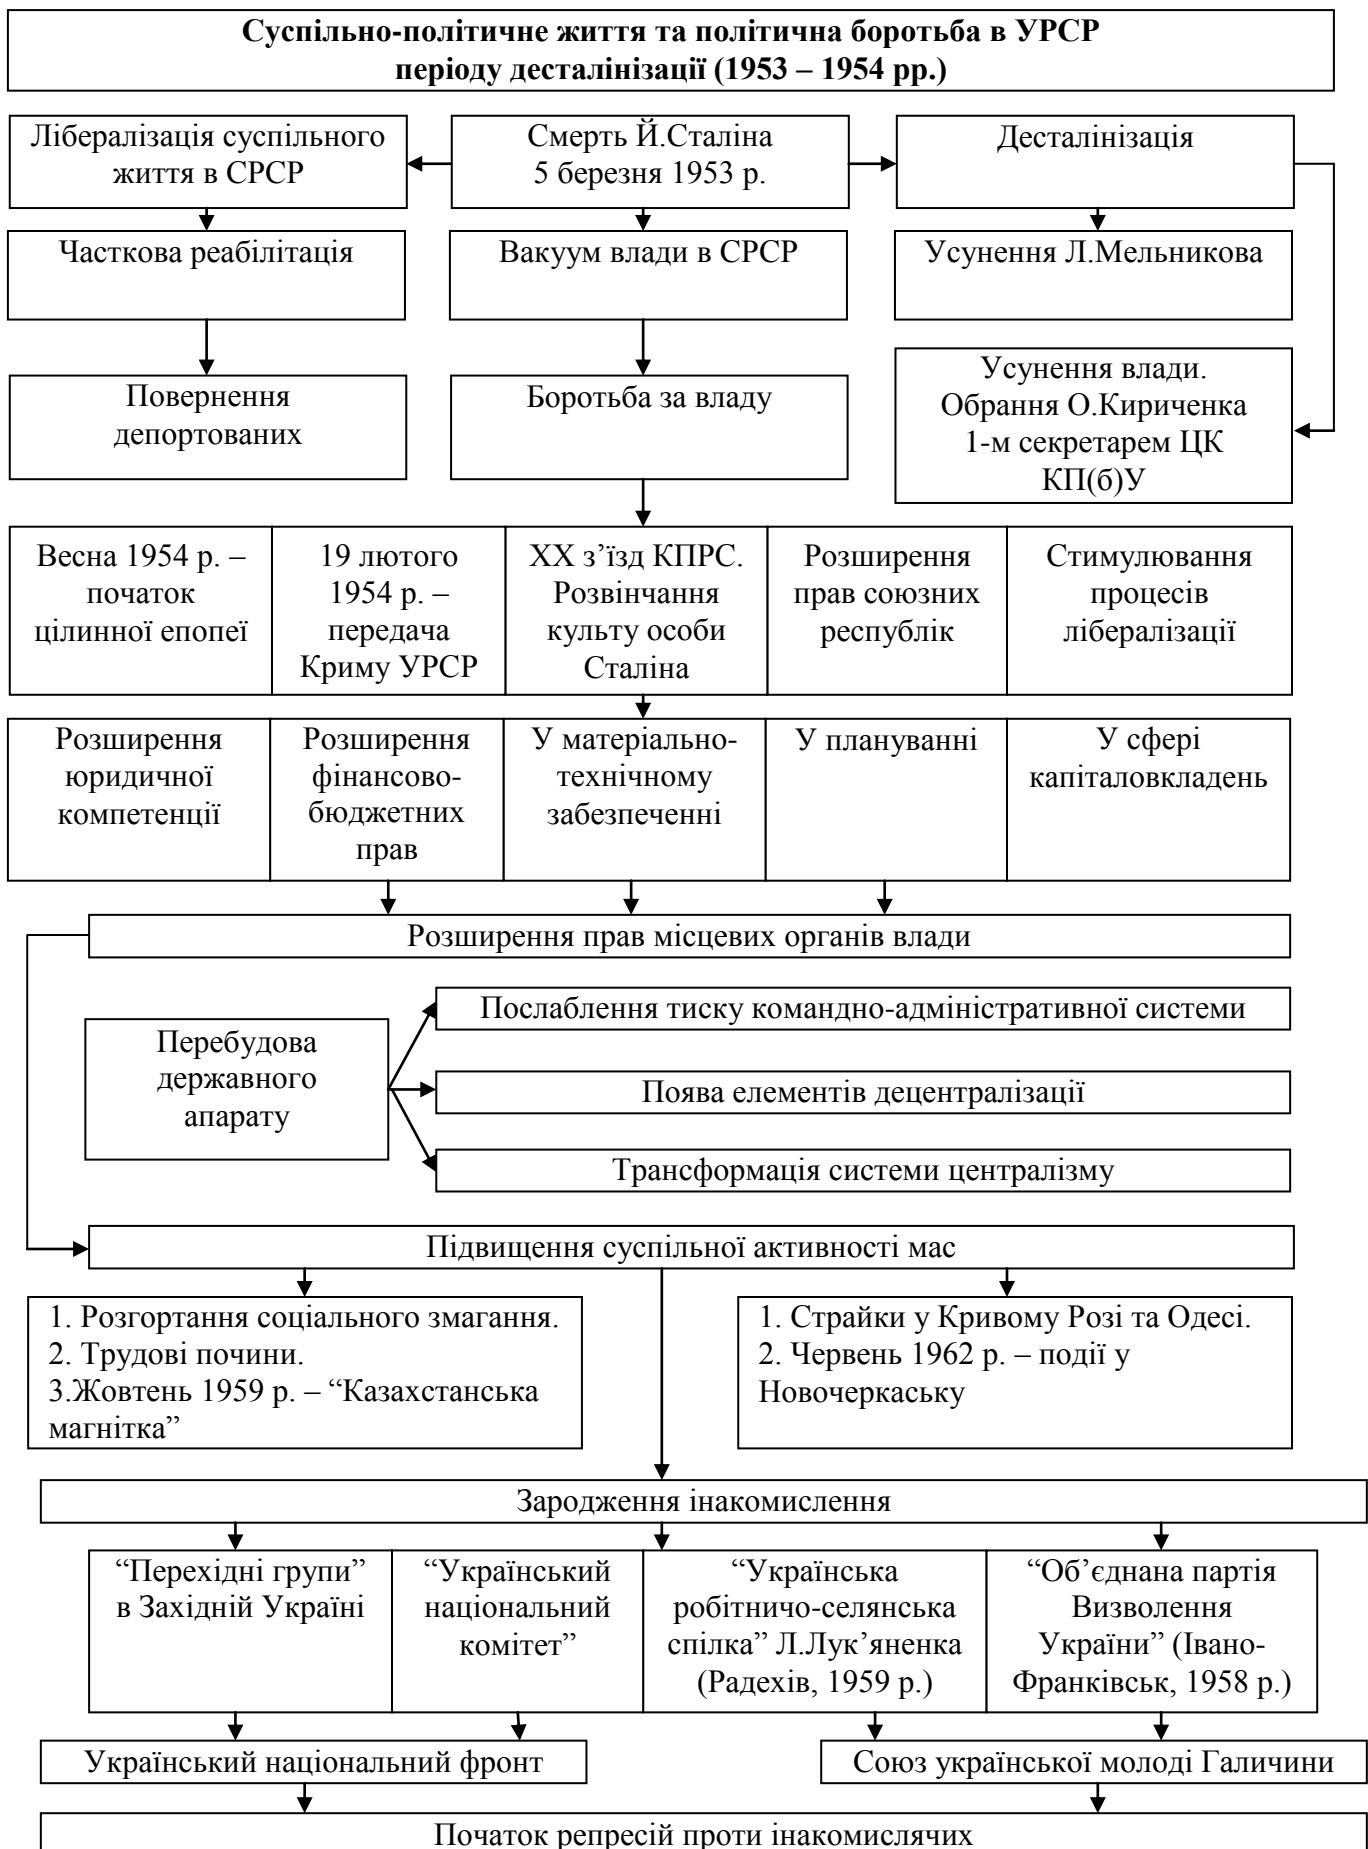 Суспільно-політичне життя та політична боротьба в УРСР
періоду десталінізації (1953 – 1954 рр.)
Лібералізація суспільного
життя в СРСР
Смерть Й.Сталіна
5 березня 1953 р.
Десталінізація
Часткова реабілітація
Вакуум влади в СРСР
Усунення Л.Мельникова
Повернення
депортованих
Боротьба за владу
Усунення влади.
Обрання О.Кириченка
1-м секретарем ЦК
КП(б)У
Весна 1954 р. –
початок
цілинної епопеї
19 лютого
1954 р. –
передача
Криму УРСР
ХХ з’їзд КПРС.
Розвінчання
культу особи
Сталіна
Розширення
прав союзних
республік
Стимулювання
процесів
лібералізації
Розширення
юридичної
компетенції
Розширення
фінансово-
бюджетних
прав
У матеріально-
технічному
забезпеченні
У плануванні
У сфері
капіталовкладень
Розширення прав місцевих органів влади
Перебудова
державного
апарату
Послаблення тиску командно-адміністративної системи
Поява елементів децентралізації
Трансформація системи централізму
Підвищення суспільної активності мас
1. Розгортання соціального змагання.
2. Трудові почини.
3.Жовтень 1959 р. – “Казахстанська
магнітка”
1. Страйки у Кривому Розі та Одесі.
2. Червень 1962 р. – події у
Новочеркаську
Зародження інакомислення
“Перехідні групи”
в Західній Україні
“Український
національний
комітет”
“Українська
робітничо-селянська
спілка” Л.Лук’яненка
(Радехів, 1959 р.)
“Об’єднана партія
Визволення
України” (Івано-
Франківськ, 1958 р.)
Український національний фронт
Союз української молоді Галичини
Початок репресій проти інакомислячих